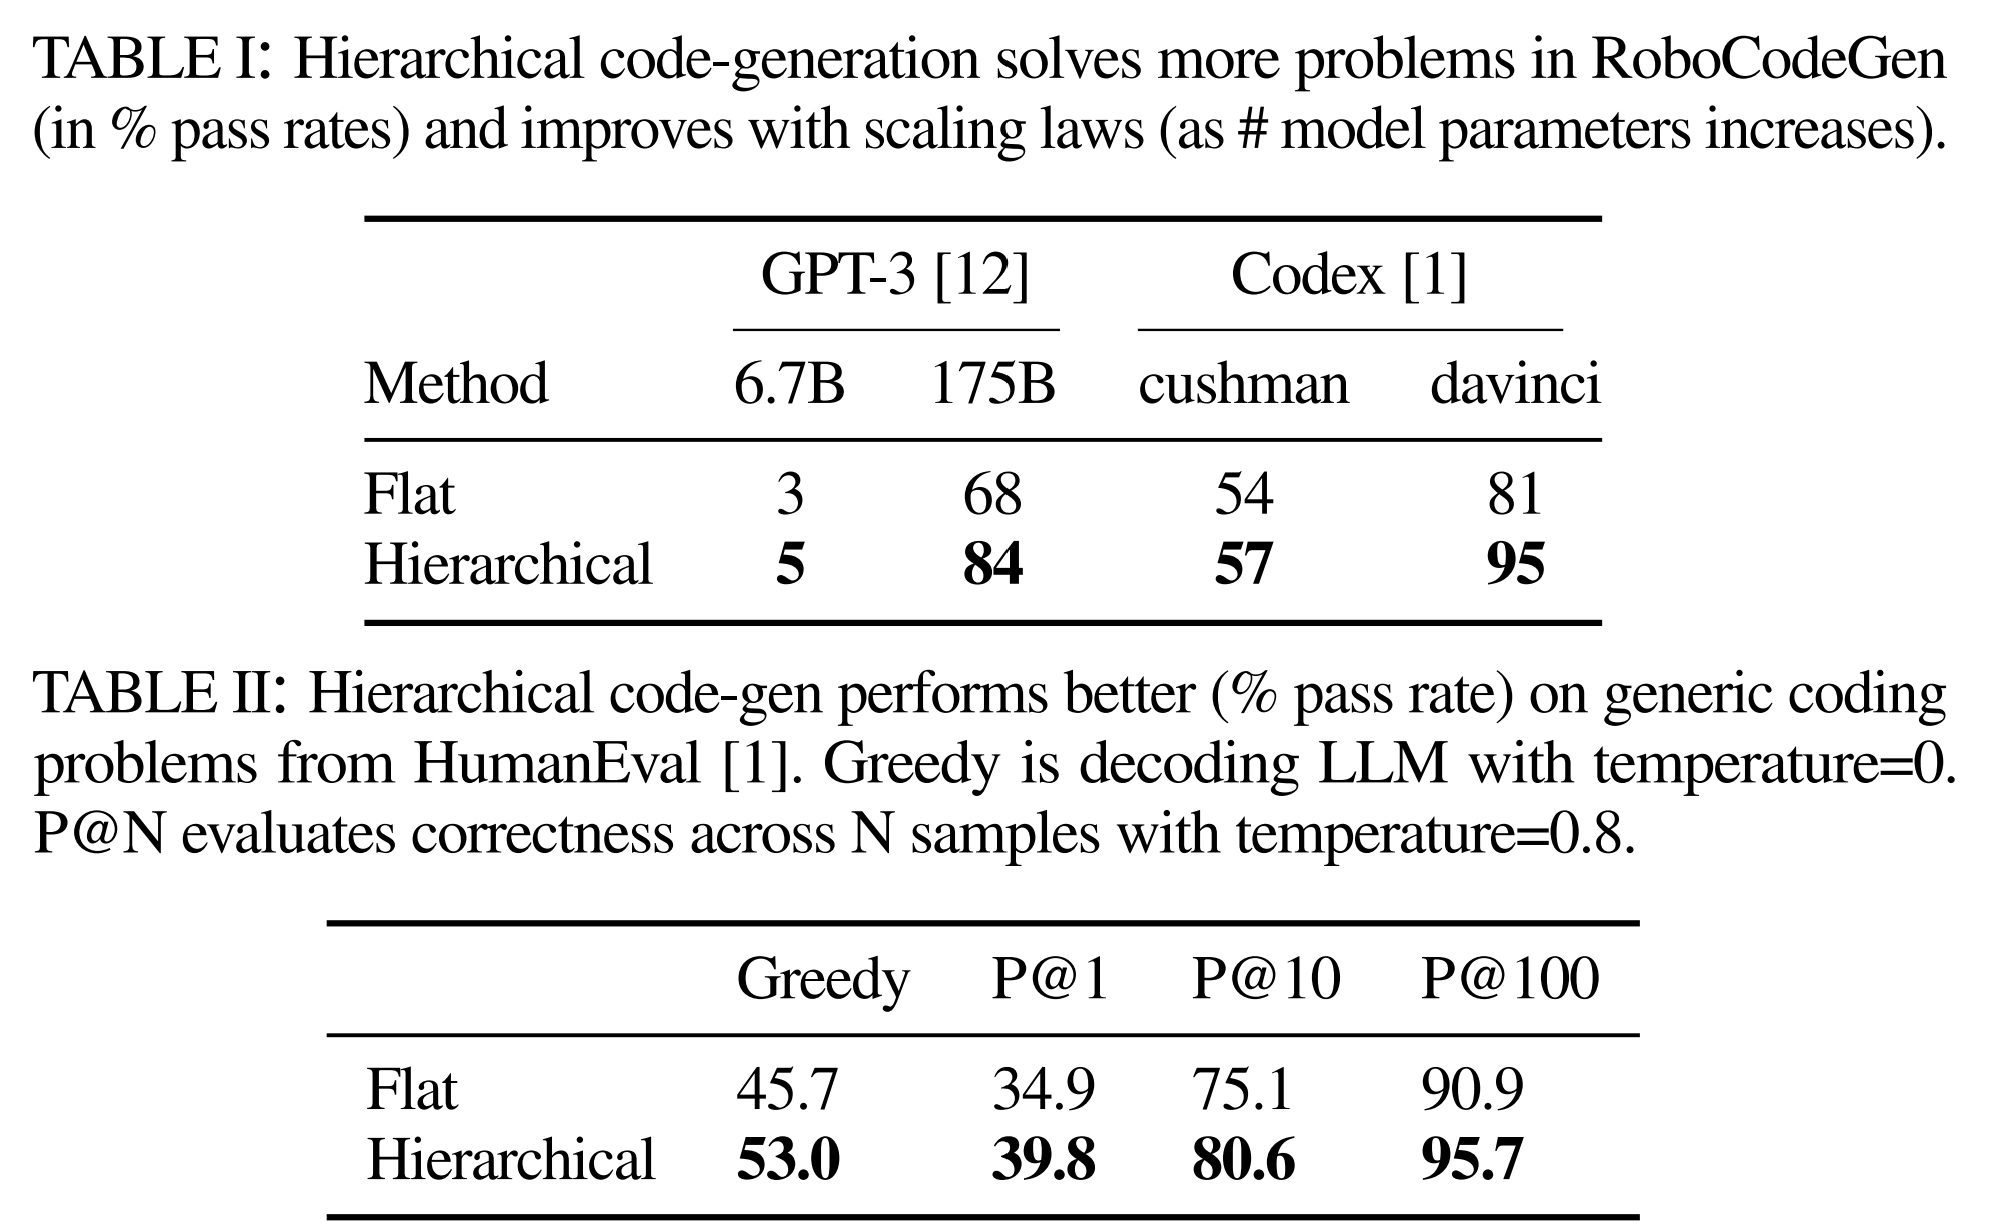 TABLE I: Hierarchical code-generation solves more problems in RoboCodeGen
(in % pass rates) and improves with scaling laws (as # model parameters increases).
GPT-3 [12] Codex [1]
Method 6.7B 175B cushman davinci
Flat 3 68 54 81
Hierarchical 5 84 57 95
TABLE II: Hierarchical code-gen performs better (% pass rate) on generic coding
problems from HumanEval [1]. Greedy is decoding LLM with temperature=0.
P@N evaluates correctness across N samples with temperature=0.8.
Greedy P@1 P@10 P@100
Flat 45.7 34.9 75.1 90.9
Hierarchical 53.0 39.8 80.6 95.7